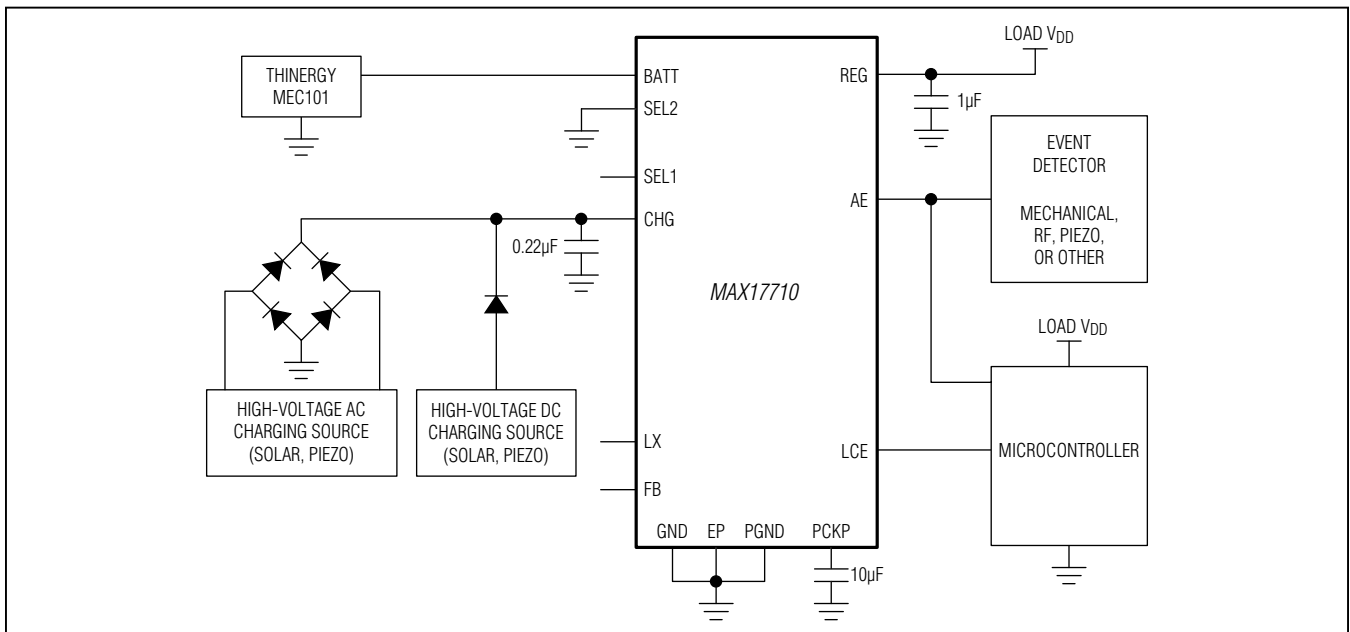 THINERGY
MEC101
BATT
SEL2
SEL1
CHG
0.22µF
HIGH-VOLTAGE AC
CHARGING SOURCE
(SOLAR, PIEZO)
HIGH-VOLTAGE DC
CHARGING SOURCE
(SOLAR, PIEZO)
LX
FB
MAX17710
GND
EP
PGND
PCKP
10µF
REG
AE
LCE
LOAD VDD
1µF
EVENT
DETECTOR
MECHANICAL,
RF, PIEZO,
OR OTHER
LOAD VDD
MICROCONTROLLER